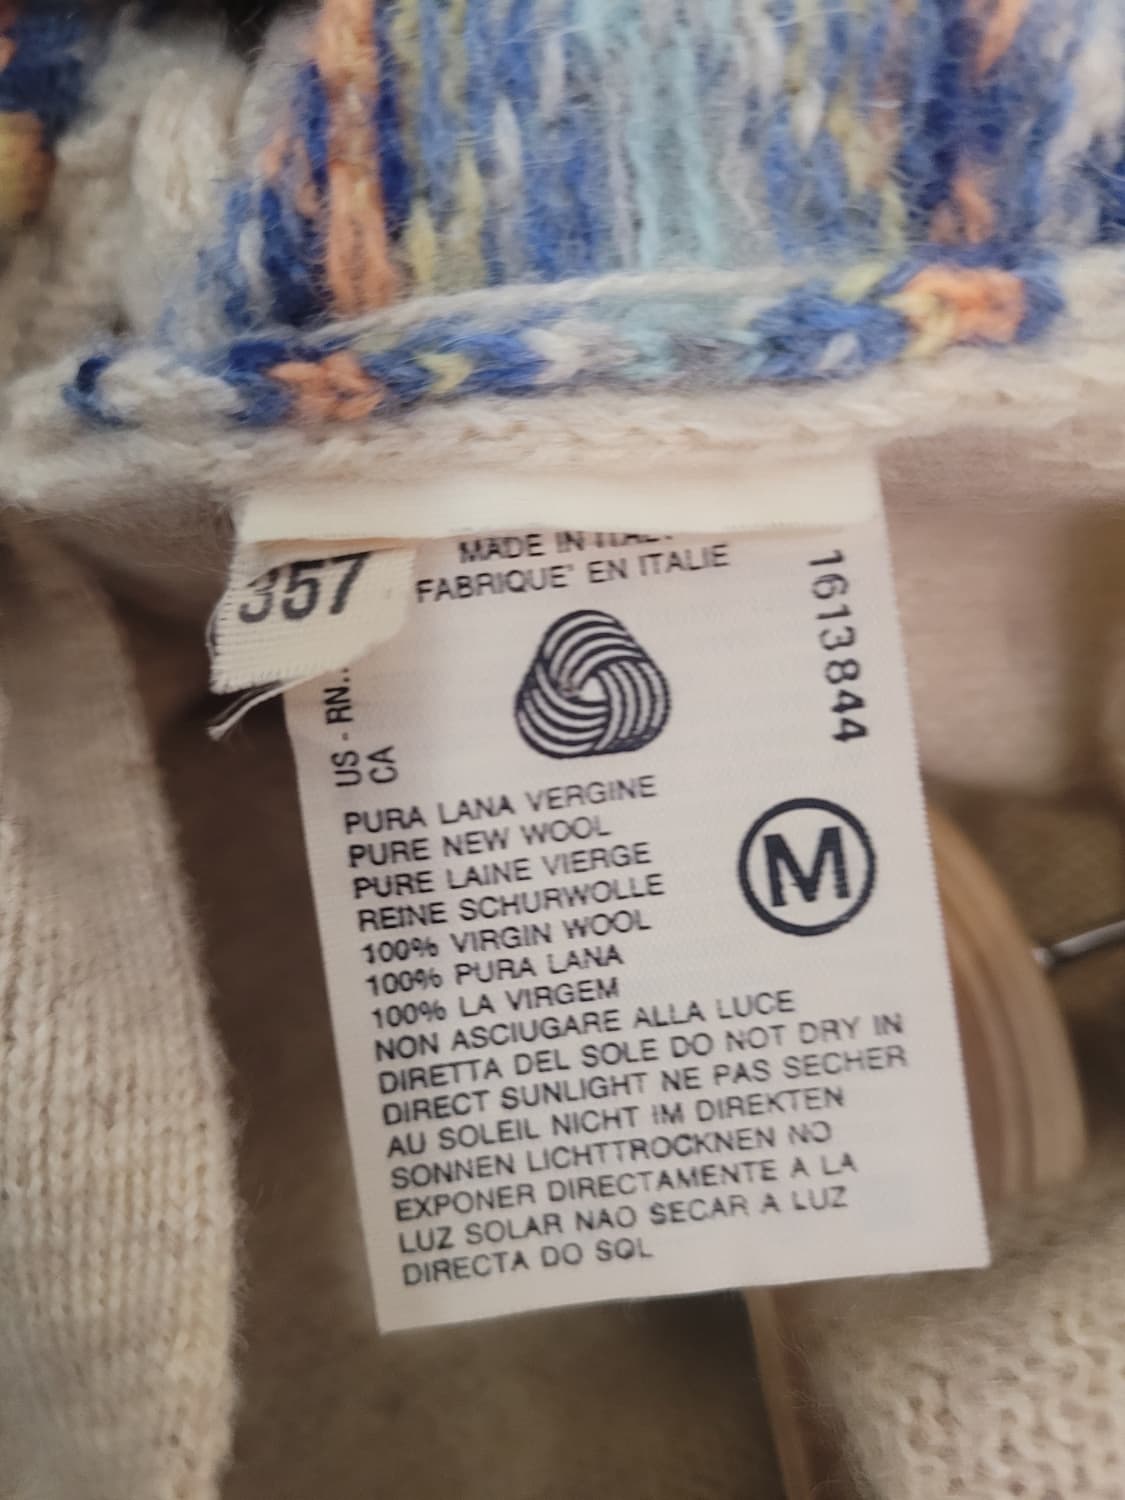 MADE IN ITALY
FABRIQUE' EN ITALIE
357
1613844
US - RN..
CA
PURA LANA VERGINE
PURE NEW WOOL
PURE LAINE VIERGE
REINE SCHURWOLLE
100% VIRGIN WOOL
100% PURA LANA
100% LA VIRGEM
M
NON ASCIUGARE ALLA LUCE
DIRETTA DEL SOLE DO NOT DRY IN
DIRECT SUNLIGHT NE PAS SECHER
AU SOLEIL NICHT IM DIREKTEN
SONNEN LICHTTROCKNEN NO
EXPONER DIRECTAMENTE A LA
LUZ SOLAR NAO SECAR A LUZ
DIRECTA DO SOL